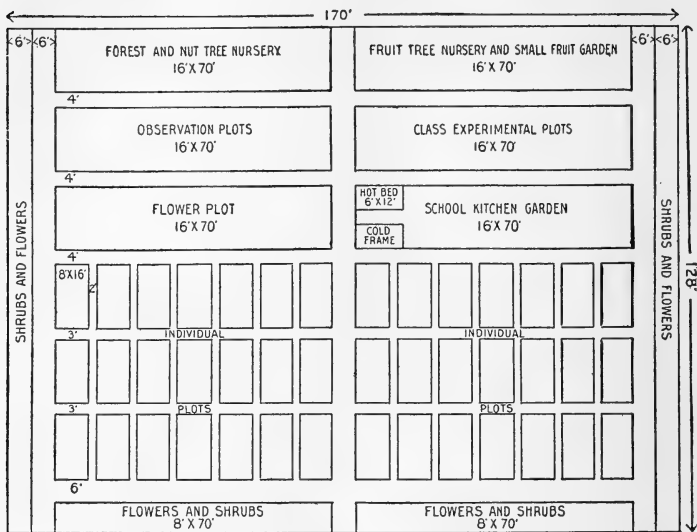 170'
6'
6'
FOREST AND NUT TREE NURSERY
16'X 70'
FRUIT TREE NURSERY AND SMALL FRUIT GARDEN
16'X 70'
6'
6'
4'
OBSERVATION PLOTS
16'X 70'
CLASS EXPERIMENTAL PLOTS
16'X 70'
4'
FLOWER PLOT
16'X 70'
HOT BED
6'X12'
COLD
FRAME
SCHOOL KITCHEN GARDEN
16'X 70'
4'
SHRUBS AND FLOWERS
SHRUBS AND FLOWERS
128'
8'X16'
2'
3'
INDIVIDUAL
INDIVIDUAL
3'
PLOTS
PLOTS
6'
FLOWERS AND SHRUBS
8'X 70'
FLOWERS AND SHRUBS
8'X 70'